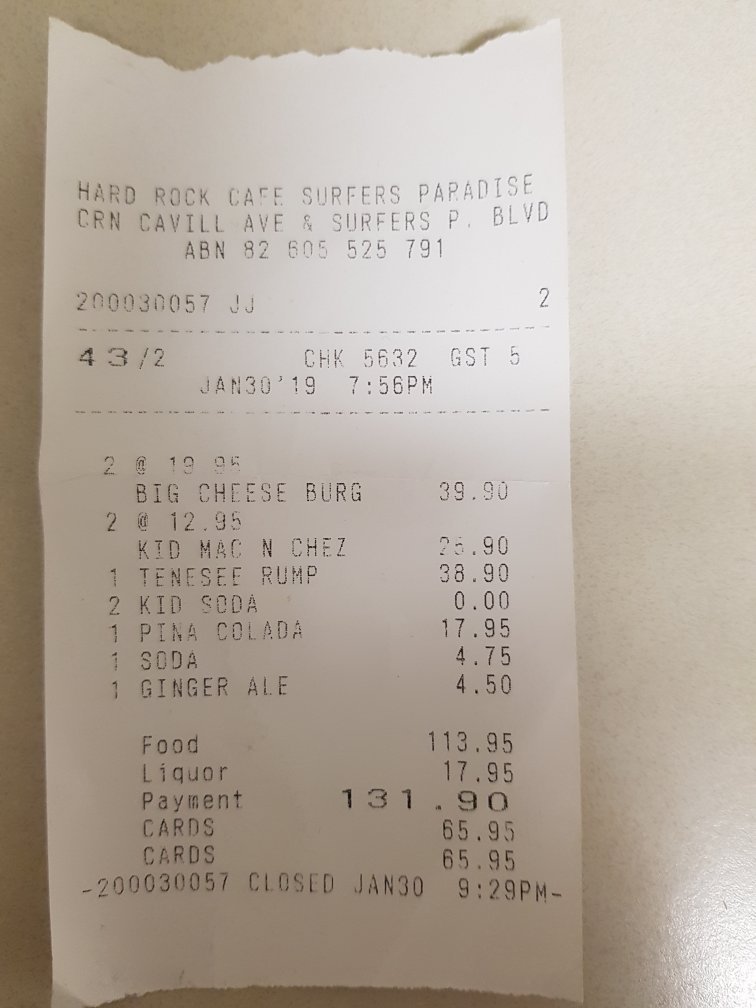 HARD ROCK CAFE SURFERS PARADISE
CRN CAVILL AVE & SURFERS P. BLVD
ABN 82 605 525 791
200030057 JJ 2
43/2 CHK 5632 GST 5
JAN30'19 7:56PM
2 @ 19.95
BIG CHEESE BURG 39.90
2 @ 12.95
KID MAC N CHEZ 25.90
1 TENESEE RUMP 38.90
2 KID SODA 0.00
1 PINA COLADA 17.95
1 SODA 4.75
1 GINGER ALE 4.50
Food 113.95
Liquor 17.95
Payment 131.90
CARDS 65.95
CARDS 65.95
-200030057 CLOSED JAN30 9:29PM-